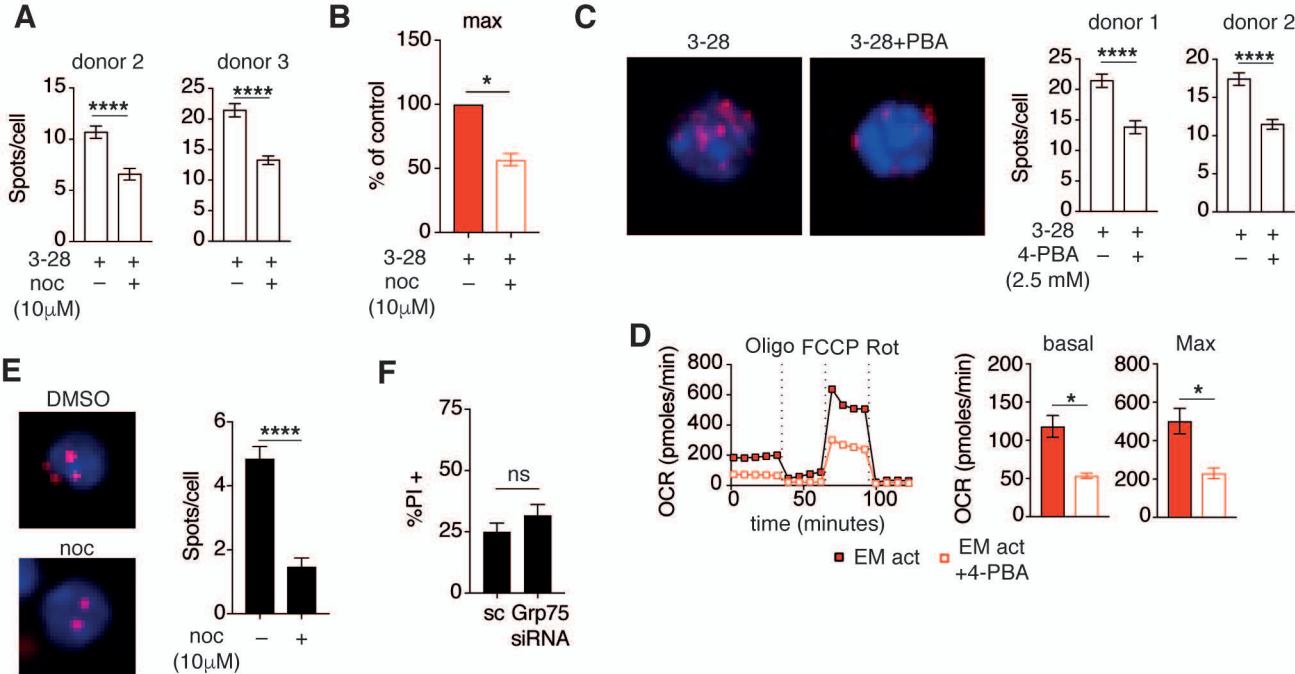 A
donor 2
donor 3
Spots/cell
15
10
5
0
****
25
20
15
10
5
0
****
3-28 + + + +
noc – + – +
(10μM)
B
max
% of control
150
100
50
0
*
3-28 + +
noc – +
(10μM)
C
3-28
3-28+PBA
donor 1
donor 2
Spots/cell
25
20
15
10
5
0
****
20
15
10
5
0
****
3-28 + + + +
4-PBA – + – +
(2.5 mM)
D
Oligo FCCP Rot
OCR (pmoles/min)
800
600
400
200
0
0 50 100
time (minutes)
basal
Max
OCR (pmoles/min)
200
150
100
50
0
*
800
600
400
200
0
*
EM act
EM act
+4-PBA
E
DMSO
noc
Spots/cell
6
4
2
0
****
noc – +
(10μM)
F
%PI +
75
50
25
0
ns
sc Grp75
siRNA